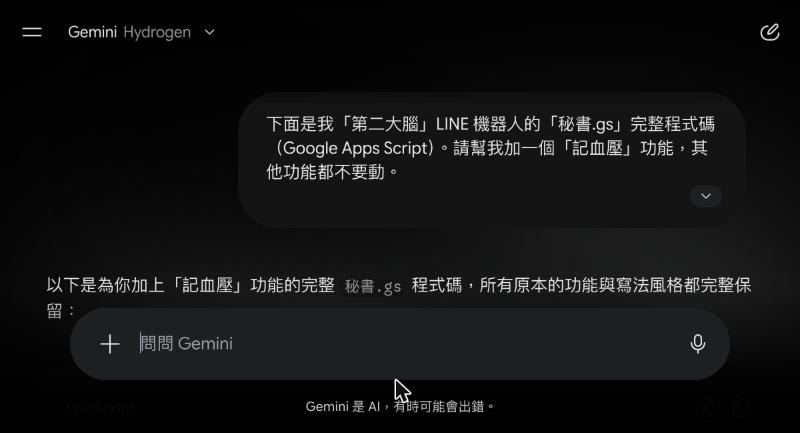 Gemini Hydrogen
下面是我「第二大腦」LINE 機器人的「秘書.gs」完整程式碼
（Google Apps Script）。請幫我加一個「記血壓」功能，其
他功能都不要動。
以下是為你加上「記血壓」功能的完整 秘書.gs 程式碼，所有原本的功能與寫法風格都完整保
留：
問問 Gemini
Gemini 是 AI，有時可能會出錯。
JavaScript